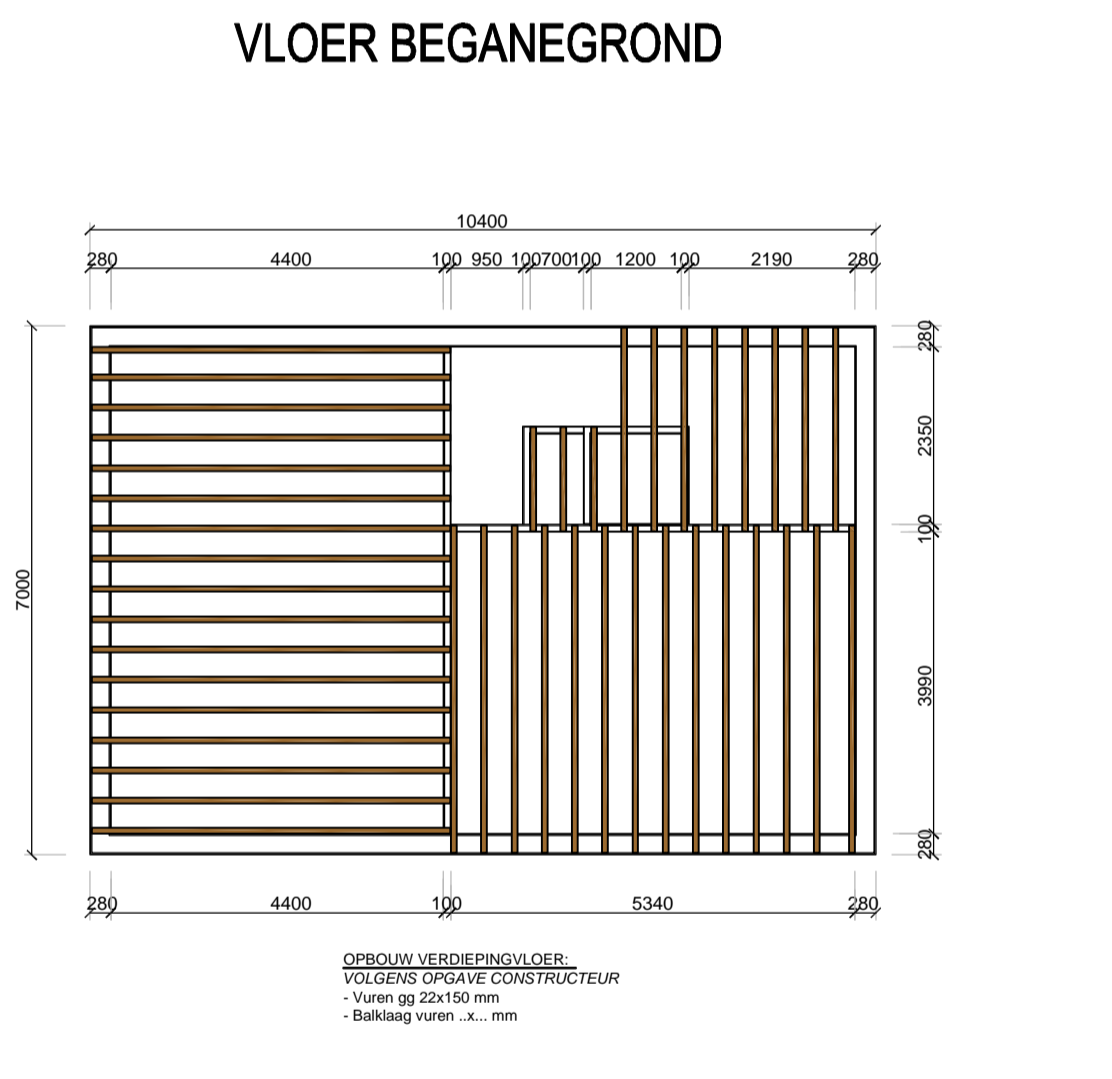 VLOER BEGANEGROND
10400
280 4400 100 950 100 700 100 1200 100 2190 280
280
2350
100
3990
280
7000
280 4400 100 5340 280
OPBOUW VERDIEPINGVLOER:
VOLGENS OPGAVE CONSTRUCTEUR
- Vuren gg 22x150 mm
- Balklaag vuren ..x... mm